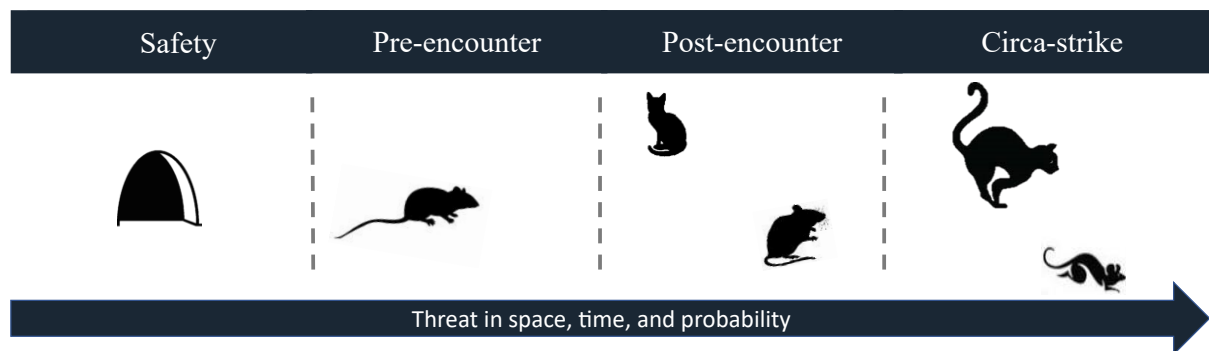 Safety Pre-encounter Post-encounter Circa-strike
Threat in space, time, and probability